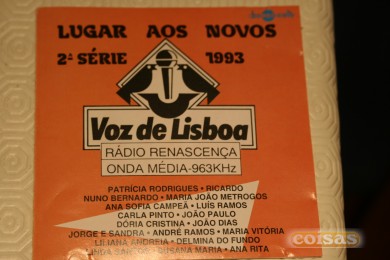 LUGAR AOS NOVOS
2ª SÉRIE 1993
Voz de Lisboa
RÁDIO RENASCENÇA
ONDA MÉDIA-963KHz
PATRÍCIA RODRIGUES • RICARDO
NUNO BERNARDO • MARIA JOÃO METROGOS
ANA SOFIA CAMPEÃ • LUÍS RAMOS
CARLA PINTO • JOÃO PAULO
DÓRIA CRISTINA • JOÃO DIAS
JORGE E SANDRA • ANDRÉ RAMOS • MARIA VITÓRIA
LILIANA ANDREIA • DELMINA DO FUNDO
LINDA SANTOS • SUSANA MARIA • ANA RITA
coisas